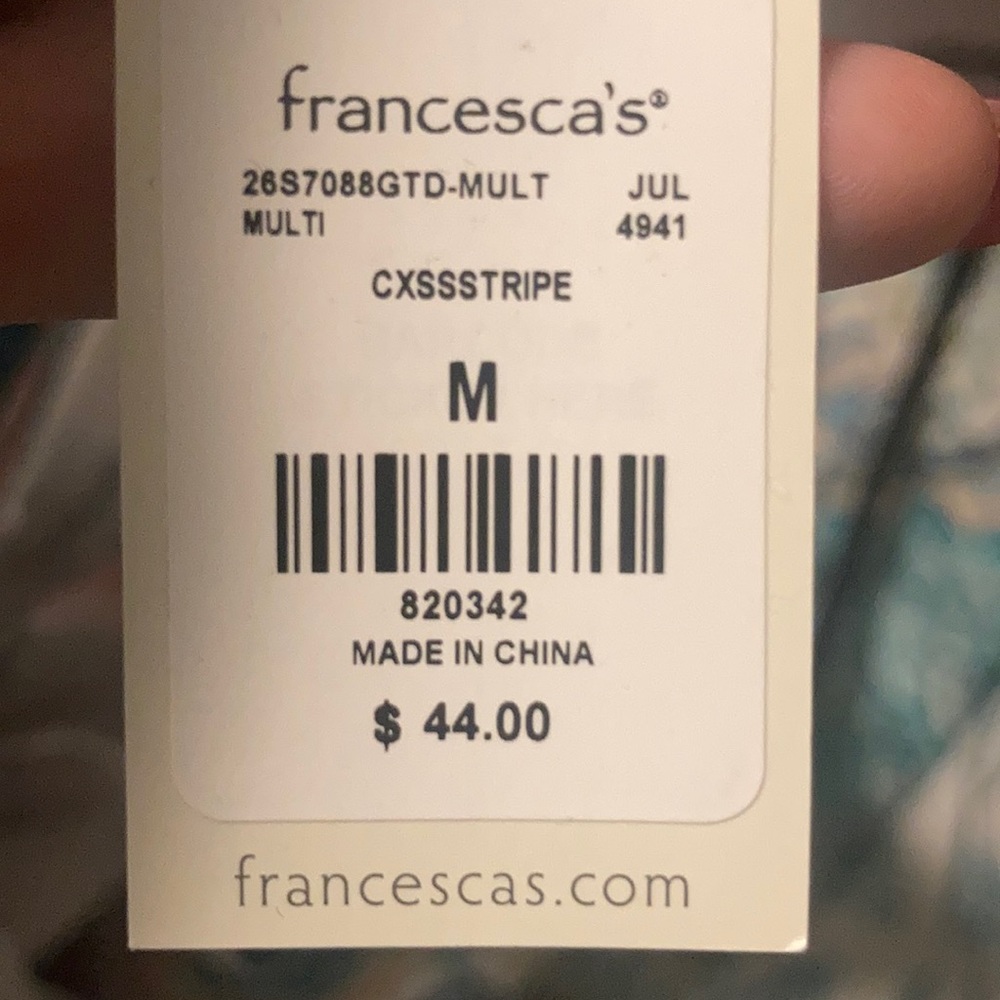 francesca's®
26S7088GTD-MULT JUL
MULTI 4941
CXSSSTRIPE
M
820342
MADE IN CHINA
$ 44.00
francescas.com